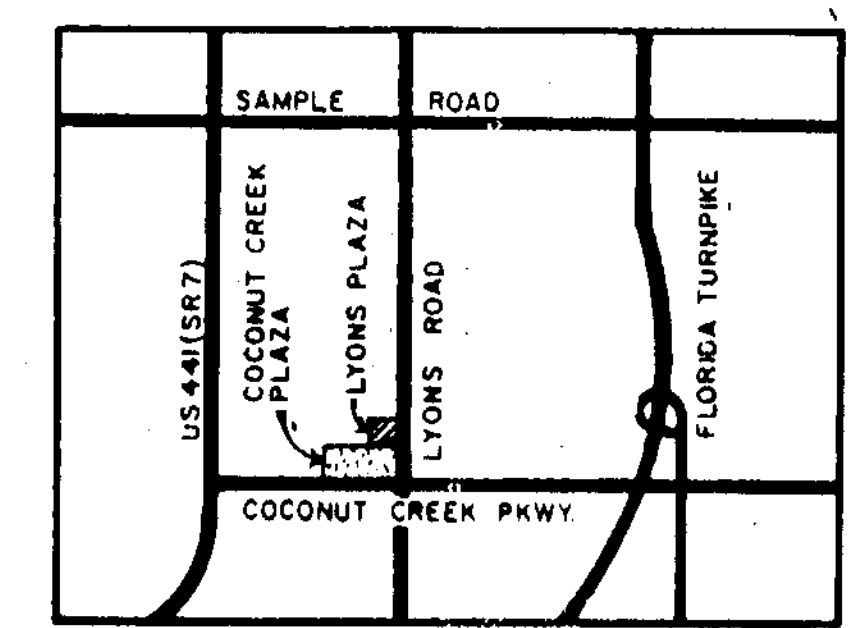 SAMPLE ROAD
US 441(SR7)
COCONUT CREEK
PLAZA
LYONS PLAZA
LYONS ROAD
FLORIDA TURNPIKE
COCONUT CREEK PKWY.